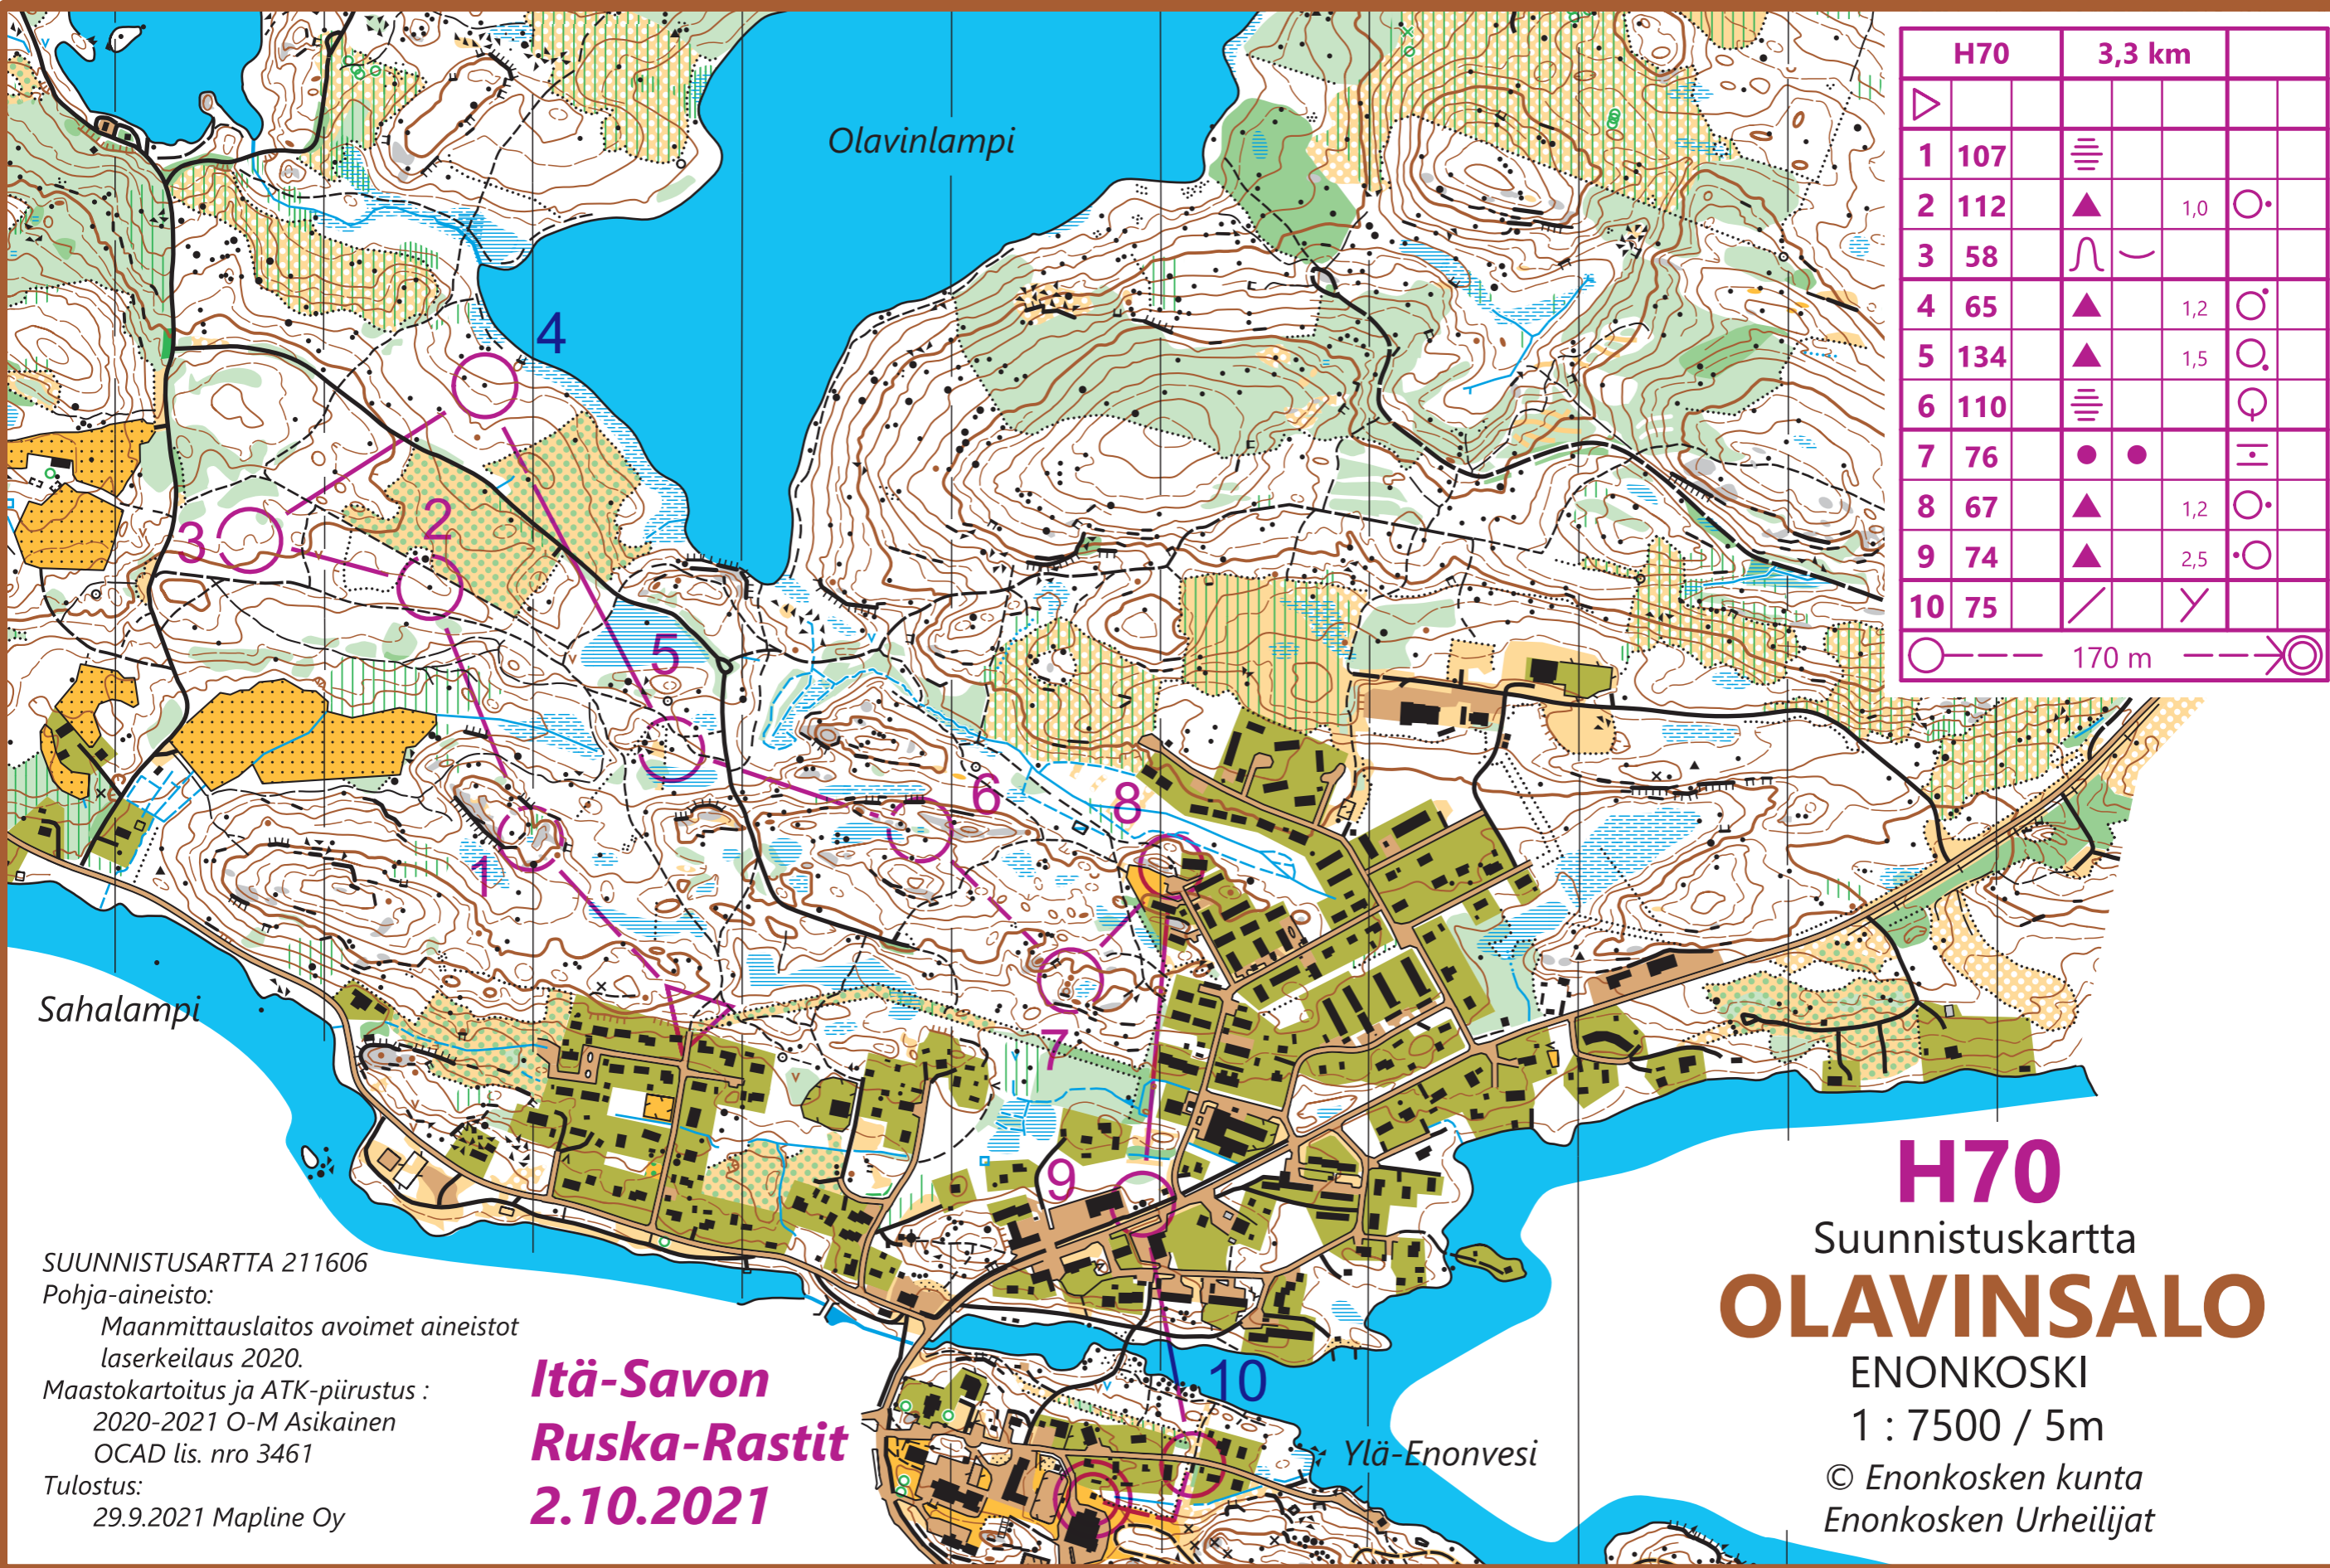 H70 3,3 km
1 107
2 112 1,0
3 58
4 65 1,2
5 134 1,5
6 110
7 76
8 67 1,2
9 74 2,5
10 75
170 m
Olavinlampi
4
2
3
5
6
8
1
7
9
10
Sahalampi
Ylä-Enonvesi
SUUNNISTUSARTTA 211606
Pohja-aineisto:
Maanmittauslaitos avoimet aineistot
laserkeilaus 2020.
Maastokartoitus ja ATK-piirustus :
2020-2021 O-M Asikainen
OCAD lis. nro 3461
Tulostus:
29.9.2021 Mapline Oy
Itä-Savon
Ruska-Rastit
2.10.2021
H70
Suunnistuskartta
OLAVINSALO
ENONKOSKI
1 : 7500 / 5m
© Enonkosken kunta
Enonkosken Urheilijat